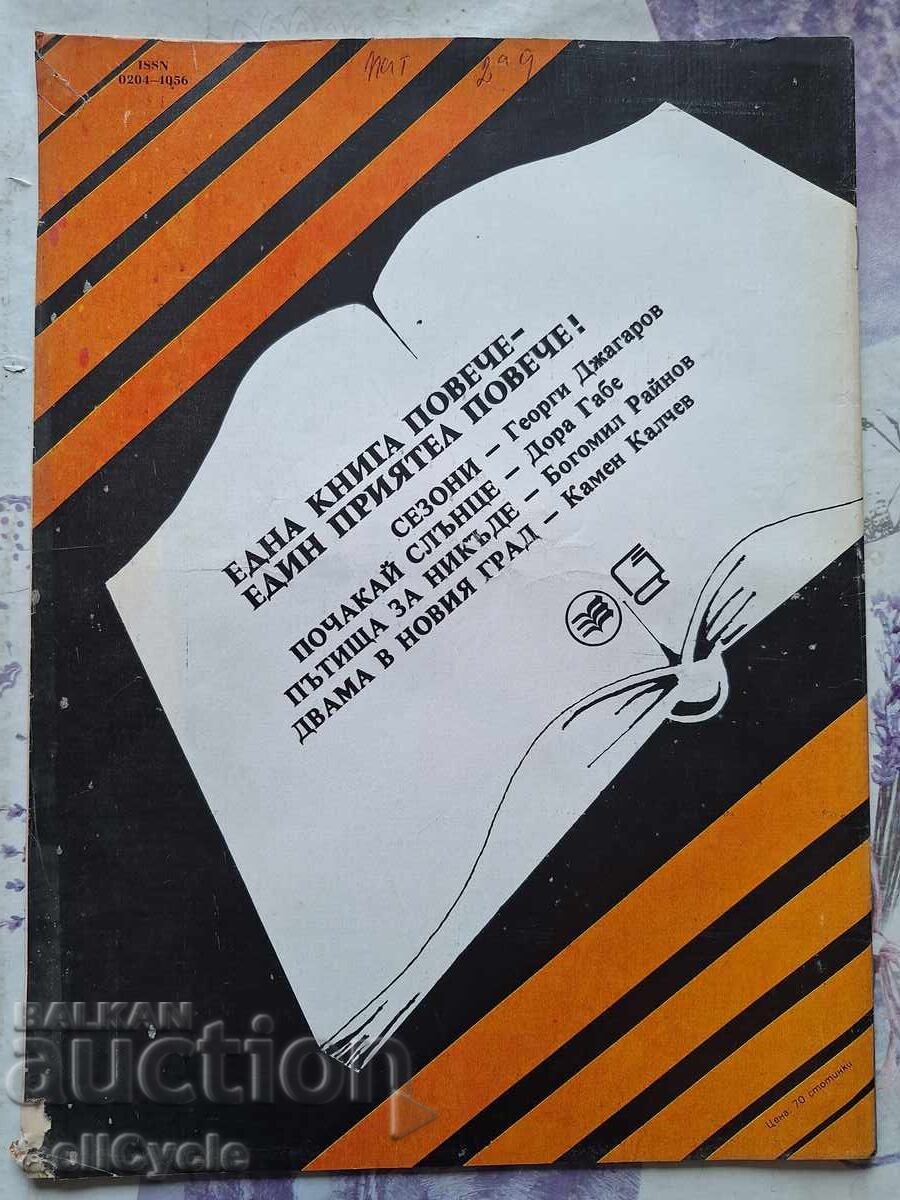 ISSN
0204-4056
ЕДНА КНИГА ПОВЕЧЕ–
ЕДИН ПРИЯТЕЛ ПОВЕЧЕ!
СЕЗОНИ – Георги Джагаров
ПОЧАКАЙ СЛЪНЦЕ – Дора Габе
ПЪТИЩА ЗА НИКЪДЕ – Богомил Райнов
ДВАМА В НОВИЯ ГРАД – Камен Калчев
Цена: 70 стотинки
BALKAN
auction
CellCycle